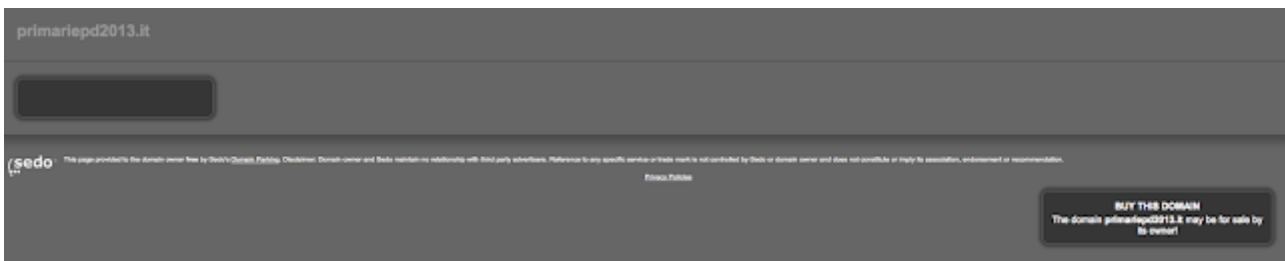 primariepd2013.it
sedo
This page provided to the domain owner free by Sedo's Domain Parking. Disclaimer: Domain owner and Sedo maintain no relationship with third party advertisers. Reference to any specific service or trade mark is not controlled by Sedo or domain owner and does not constitute or imply its association, endorsement or recommendation.
Privacy Policies
BUY THIS DOMAIN
The domain primariepd2013.it may be for sale by
its owner!